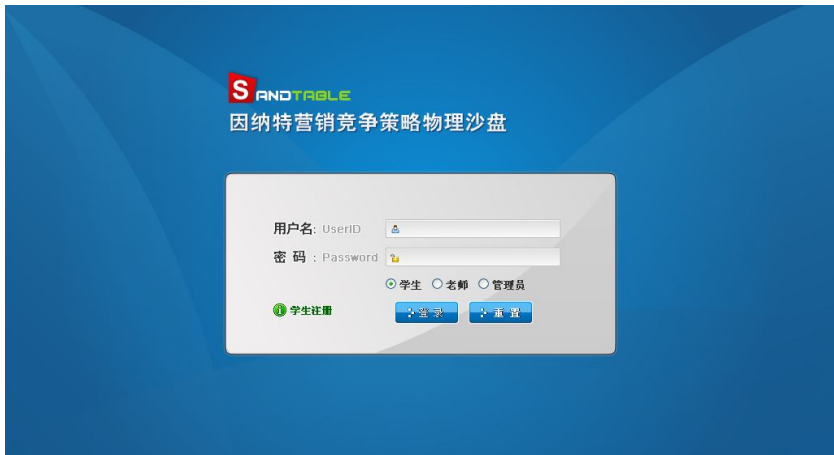 SANDTABLE
因纳特营销竞争策略物理沙盘
用户名: UserID
密 码 : Password
学生 老师 管理员
学生注册 登录 重置